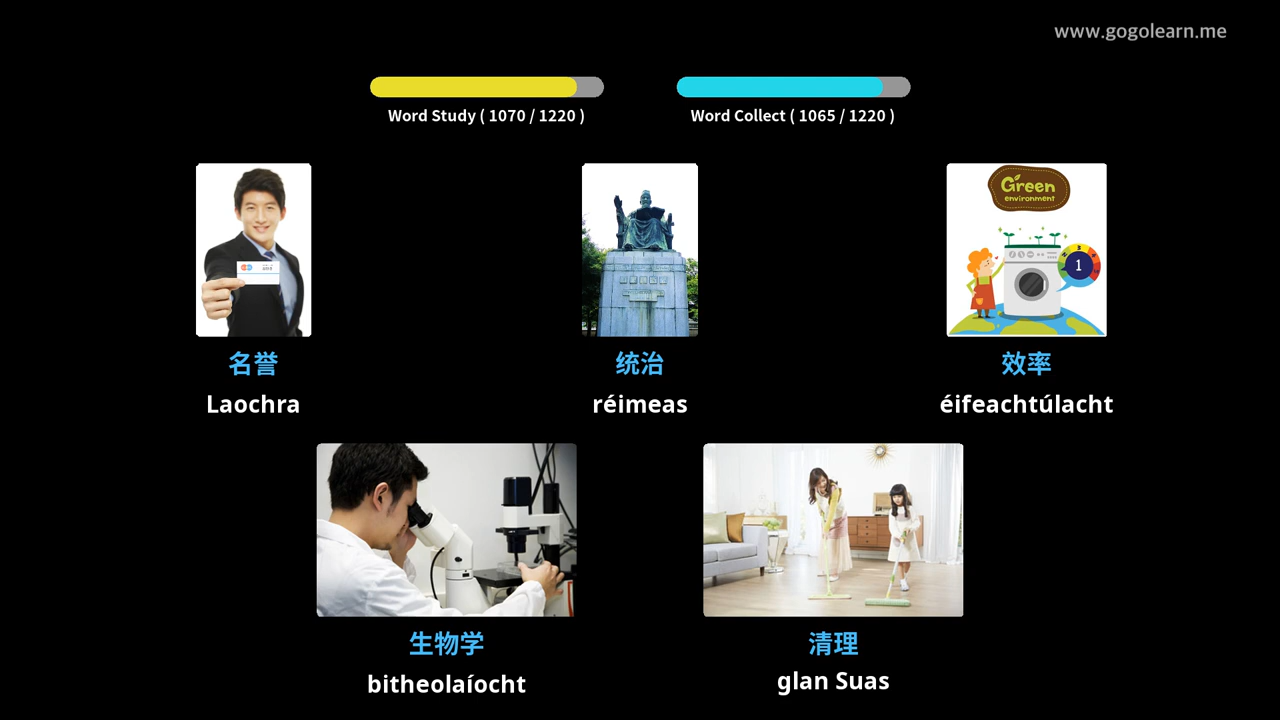 www.gogolearn.me
Word Study ( 1070 / 1220 )
Word Collect ( 1065 / 1220 )
Green
environment
1
名誉
统治
效率
Laochra
réimeas
éifeachtúlacht
生物学
清理
bitheolaíocht
glan Suas